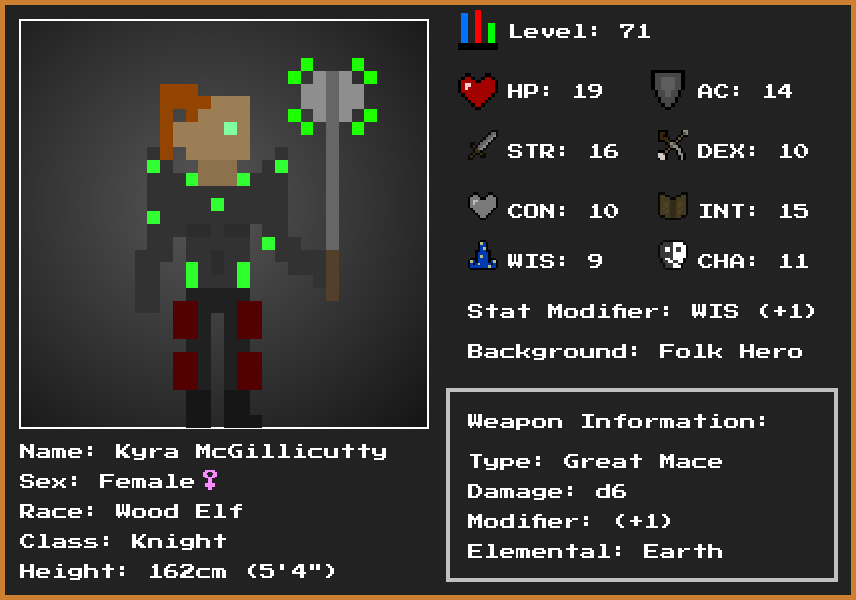 Level: 71
HP: 19 AC: 14
STR: 16 DEX: 10
CON: 10 INT: 15
WIS: 9 CHA: 11
Stat Modifier: WIS (+1)
Background: Folk Hero
Weapon Information:
Type: Great Mace
Damage: d6
Modifier: (+1)
Elemental: Earth
Name: Kyra McGillicutty
Sex: Female♀
Race: Wood Elf
Class: Knight
Height: 162cm (5'4")